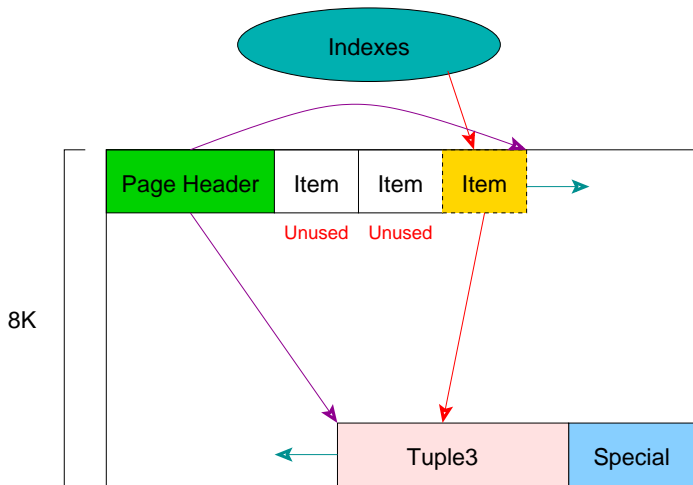 Indexes
Page Header Item Item Item
Unused Unused
8K
Tuple3 Special